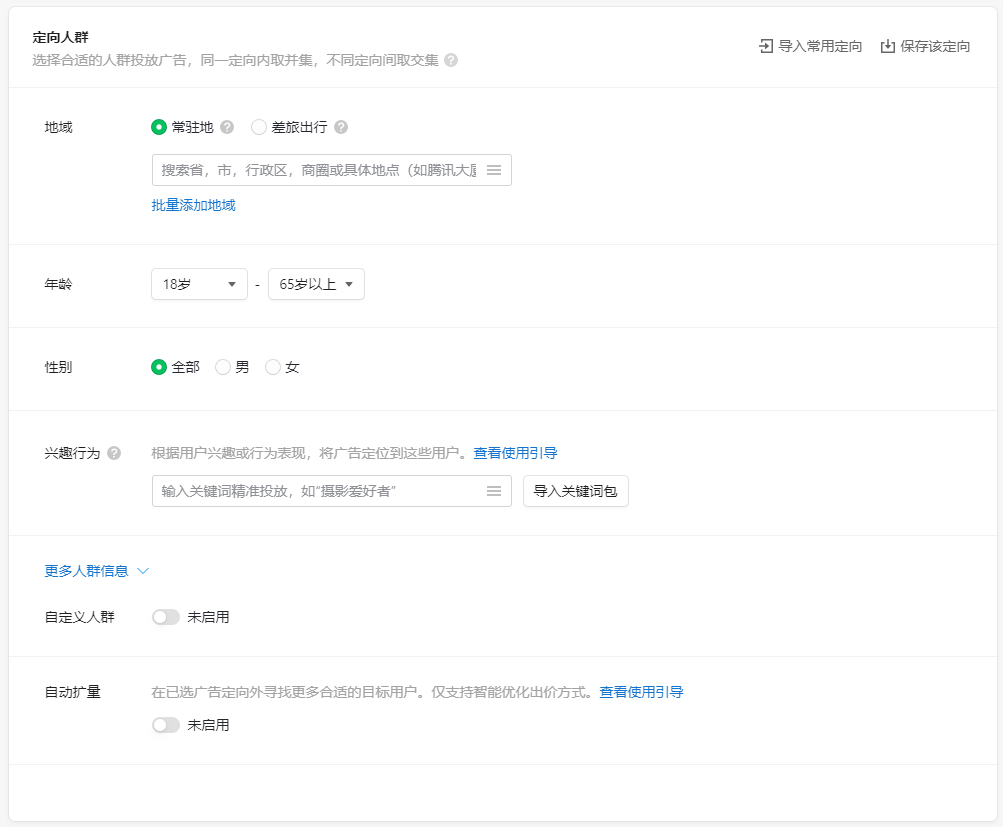 定向人群
选择合适的人群投放广告，同一定向内取并集，不同定向间取交集
导入常用定向 保存该定向
地域 常驻地 差旅出行
搜索省，市，行政区，商圈或具体地点（如腾讯大厦
批量添加地域
年龄 18岁 - 65岁以上
性别 全部 男 女
兴趣行为 根据用户兴趣或行为表现，将广告定位到这些用户。查看使用引导
输入关键词精准投放，如“摄影爱好者” 导入关键词包
更多人群信息
自定义人群 未启用
自动扩量 在已选广告定向外寻找更多合适的目标用户。仅支持智能优化出价方式。查看使用引导
未启用